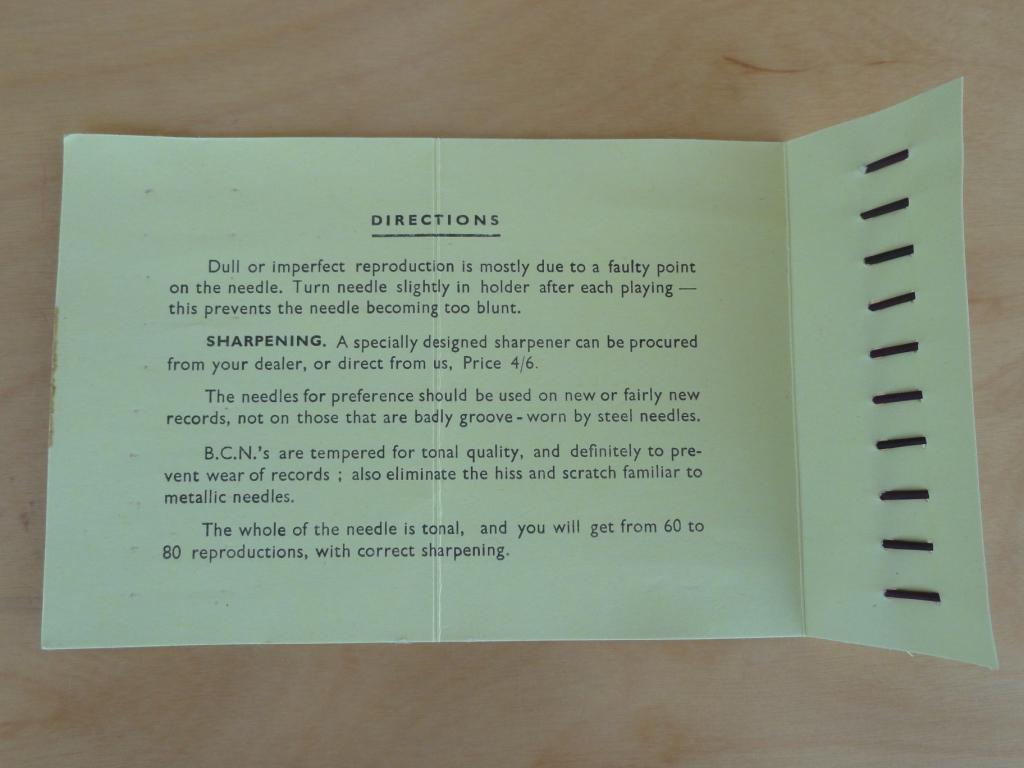 DIRECTIONS
Dull or imperfect reproduction is mostly due to a faulty point
on the needle. Turn needle slightly in holder after each playing —
this prevents the needle becoming too blunt.
SHARPENING. A specially designed sharpener can be procured
from your dealer, or direct from us, Price 4/6.
The needles for preference should be used on new or fairly new
records, not on those that are badly groove-worn by steel needles.
B.C.N.'s are tempered for tonal quality, and definitely to pre-
vent wear of records ; also eliminate the hiss and scratch familiar to
metallic needles.
The whole of the needle is tonal, and you will get from 60 to
80 reproductions, with correct sharpening.